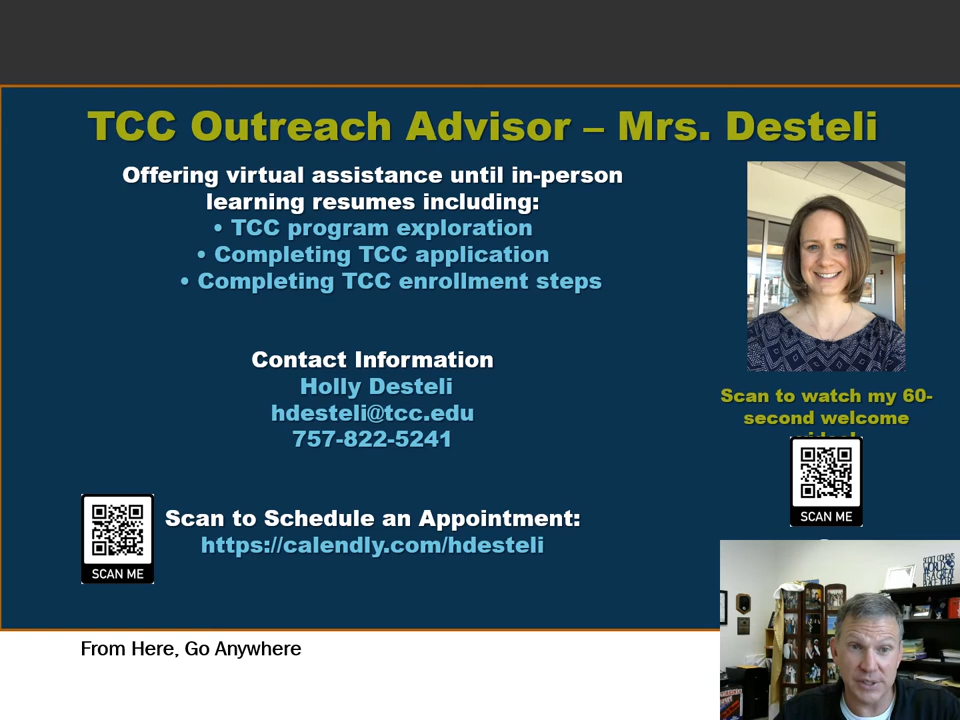 TCC Outreach Advisor – Mrs. Desteli
Offering virtual assistance until in-person
learning resumes including:
• TCC program exploration
• Completing TCC application
• Completing TCC enrollment steps
Contact Information
Holly Desteli
hdesteli@tcc.edu
757-822-5241
Scan to watch my 60-
second welcome
SCAN ME
Scan to Schedule an Appointment:
https://calendly.com/hdesteli
SCAN ME
From Here, Go Anywhere